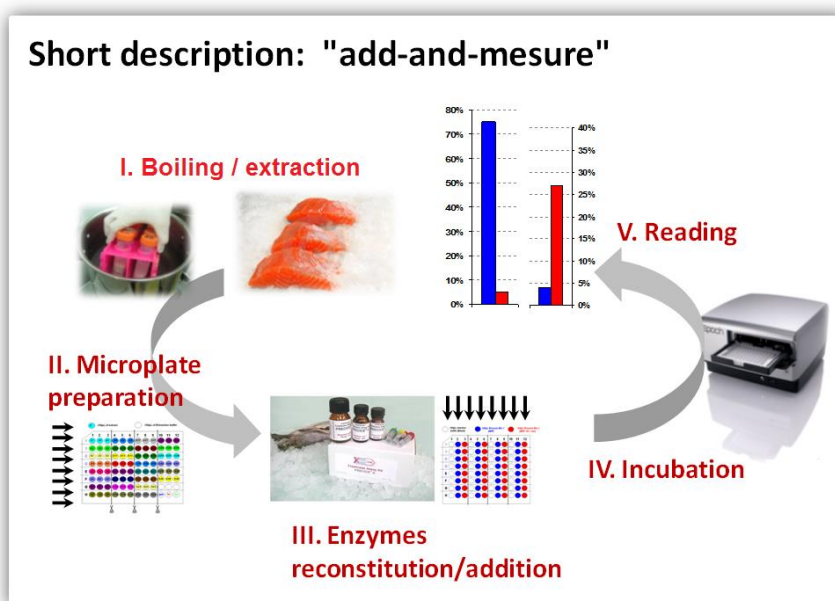 Short description: "add-and-mesure"
I. Boiling / extraction
80%
70%
60%
50%
40%
30%
20%
10%
0%
40%
35%
30%
25%
20%
15%
10%
5%
0%
V. Reading
Epoch
II. Microplate
preparation
IV. Incubation
III. Enzymes
reconstitution/addition